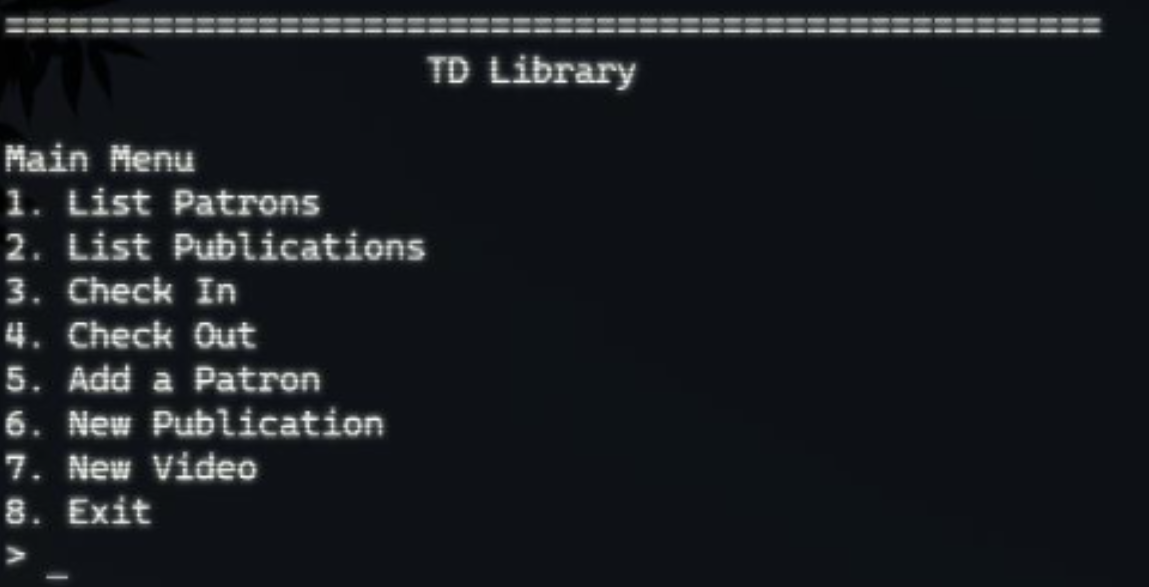 =====================================================
TD Library
Main Menu
1. List Patrons
2. List Publications
3. Check In
4. Check Out
5. Add a Patron
6. New Publication
7. New Video
8. Exit
> _